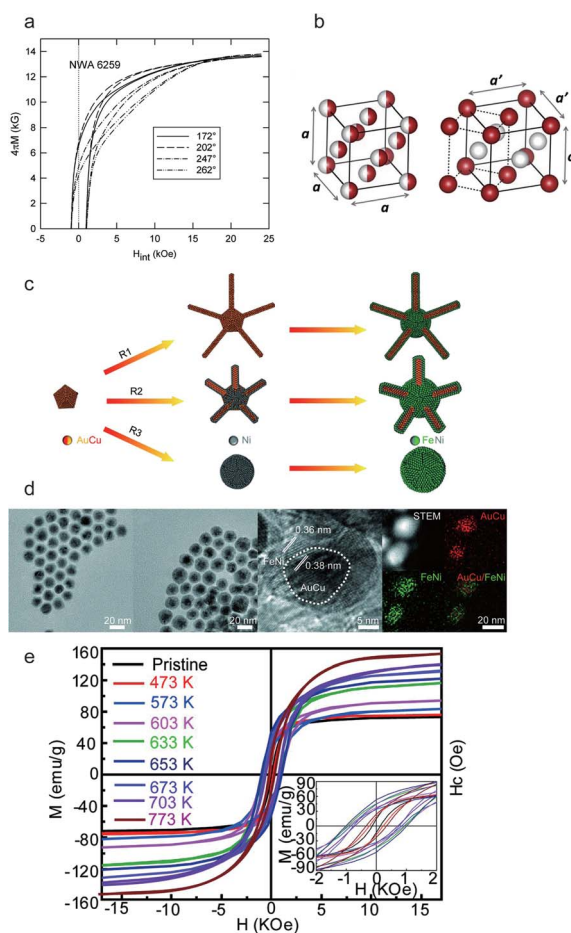 a
NWA 6259
4πM (kG)
16
14
12
10
8
6
4
2
0
172°
202°
247°
262°
-5
0
5
10
15
20
25
H_int (kOe)
b
a
a
a
a'
a'
c
c
R1
R2
R3
AuCu
Ni
FeNi
d
20 nm
20 nm
0.36 nm
FeNi
0.38 nm
AuCu
5 nm
STEM
AuCu
FeNi
AuCu/FeNi
20 nm
e
M (emu/g)
160
120
80
40
0
-40
-80
-120
-160
Pristine
473 K
573 K
603 K
633 K
653 K
673 K
703 K
773 K
-15
-10
-5
0
5
10
15
H (KOe)
Hc (Oe)
M (emu/g)
90
60
30
0
-30
-60
-90
-2
-1
0
1
2
H (KOe)